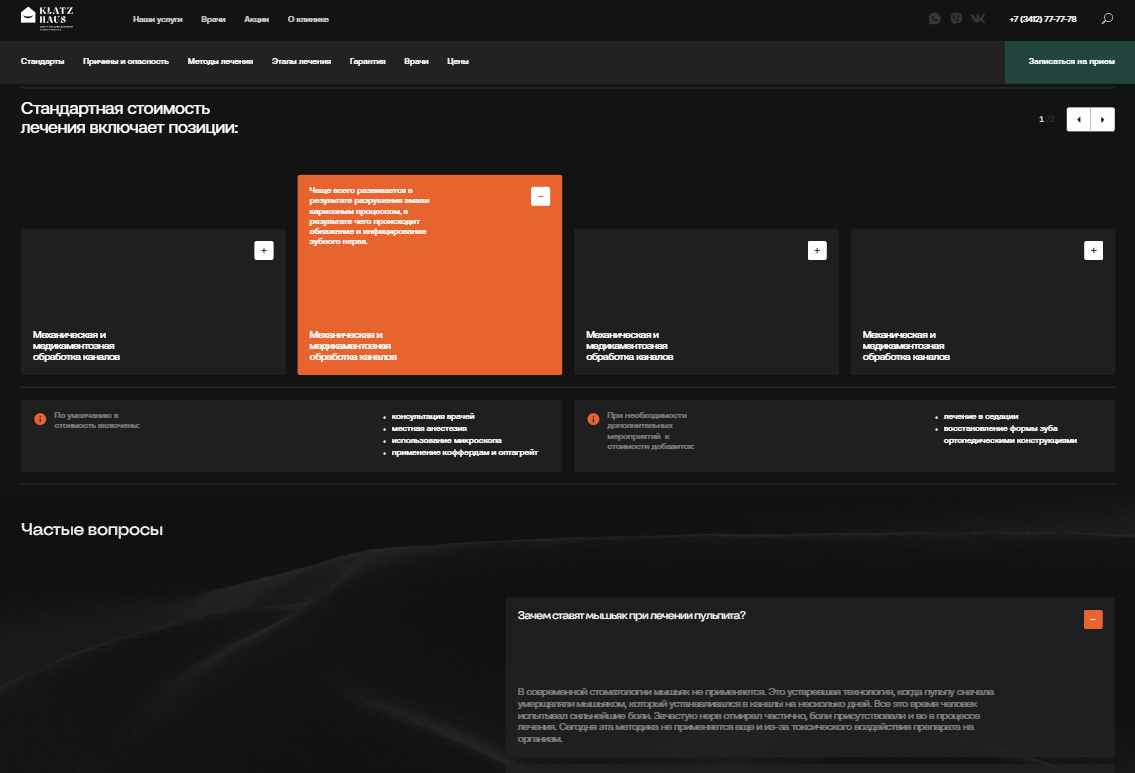 KLATZ
HAUS
Наши услуги Врачи Акции О клинике
+7 (3412) 77-77-78
Стандарты Причины и опасность Методы лечения Этапы лечения Гарантия Врачи Цены
Записаться на прием
Стандартная стоимость
лечения включает позиции:
1 /2
Чаще всего развивается в
результате разрушения эмали
кариозным процессом, в
результате чего происходит
обнажение и инфицирование
зубного нерва.
Механическая и
медикаментозная
обработка каналов
Механическая и
медикаментозная
обработка каналов
Механическая и
медикаментозная
обработка каналов
Механическая и
медикаментозная
обработка каналов
По умолчанию в
стоимость включены:
• консультация врачей
• местная анестезия
• использование микроскопа
• применение коффердам и оптагрейт
При необходимости
дополнительных
мероприятий к
стоимости добавится:
• лечение в седации
• восстановление формы зуба
ортопедическими конструкциями
Частые вопросы
Зачем ставят мышьяк при лечении пульпита?
В современной стоматологии мышьяк не применяется. Это устаревшая технология, когда пульпу сначала
умерщвляли мышьяком, который устанавливался в каналы на несколько дней. Все это время человек
испытывал сильнейшие боли. Зачастую нерв отмирал частично, боли присутствовали и во в процессе
лечения. Сегодня эта методика не применяется еще и из-за токсического воздействия препарата на
организм.